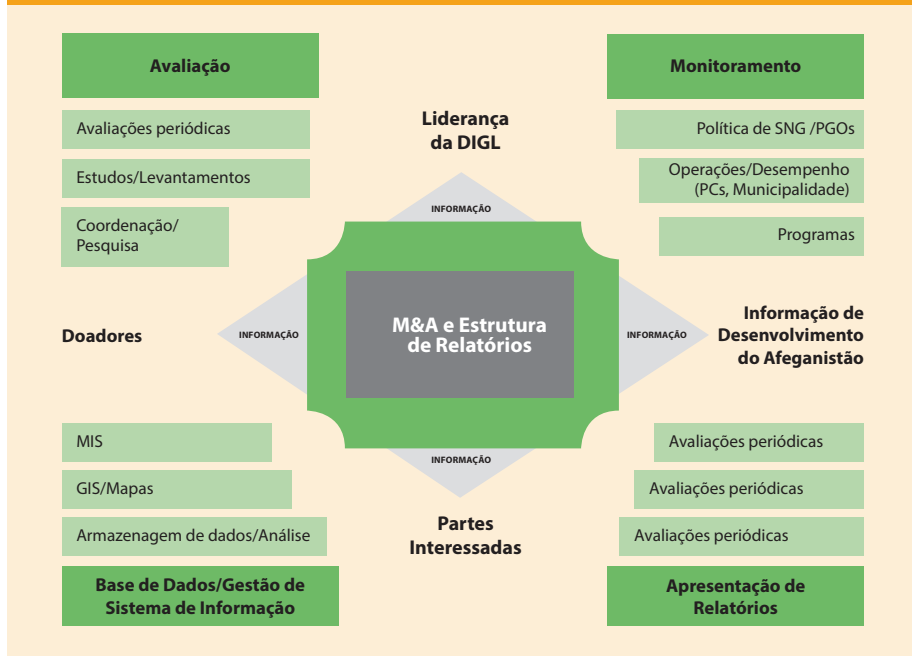 Avaliação
Avaliações periódicas
Estudos/Levantamentos
Coordenação/
Pesquisa
Liderança
da DIGL
Monitoramento
Política de SNG /PGOs
Operações/Desempenho
(PCs, Municipalidade)
Programas
INFORMAÇÃO
Doadores
INFORMAÇÃO
M&A e Estrutura
de Relatórios
INFORMAÇÃO
Informação de
Desenvolvimento
do Afeganistão
INFORMAÇÃO
Partes
Interessadas
MIS
GIS/Mapas
Armazenagem de dados/Análise
Base de Dados/Gestão de
Sistema de Informação
Avaliações periódicas
Avaliações periódicas
Avaliações periódicas
Apresentação de
Relatórios